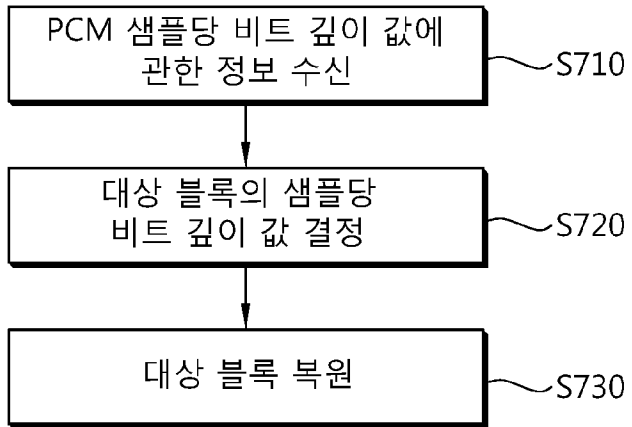 PCM 샘플당 비트 깊이 값에
관한 정보 수신
S710
대상 블록의 샘플당
비트 깊이 값 결정
S720
대상 블록 복원
S730